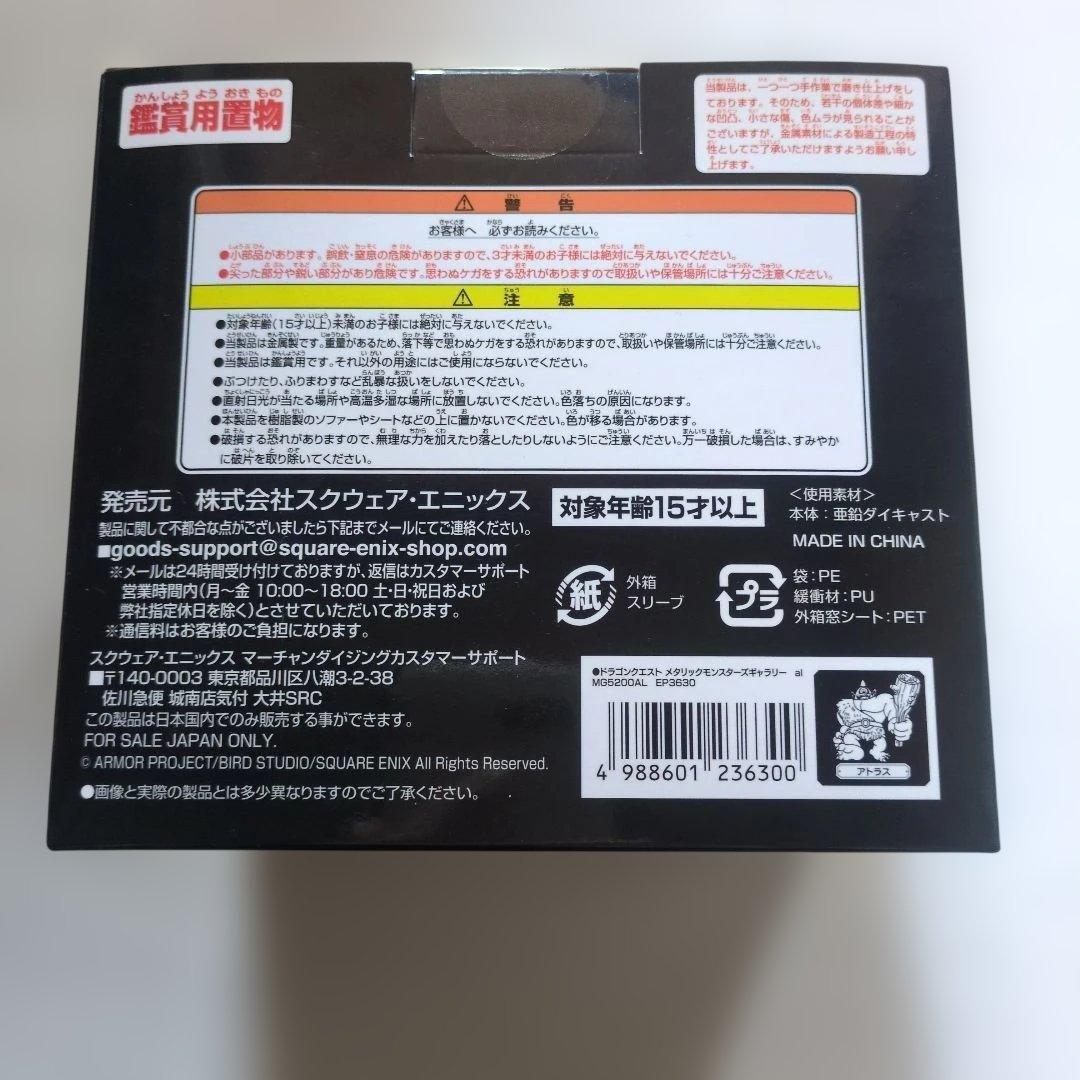 鑑賞用置物
当製品は、一つ一つ手作業で磨き仕上げをし
ております。そのため、若干の個体差や細か
な凹凸、小さな傷、色ムラが見られることが
ございますが、金属素材による製造工程の特
性としてご了承いただけますようお願い申し
上げます。
警告
お客様へ 必ずお読みください。
●小部品があります。誤飲・窒息の危険がありますので、3才未満のお子様には絶対に与えないでください。
●尖った部分や鋭い部分があり危険です。思わぬケガをする恐れがありますので取扱いや保管場所には十分ご注意ください。
注意
●対象年齢(15才以上)未満のお子様には絶対に与えないでください。
●当製品は金属製です。重量があるため、落下等で思わぬケガをする恐れがありますので、取扱いや保管場所には十分ご注意ください。
●当製品は鑑賞用です。それ以外の用途にはご使用にならないでください。
●ぶつけたり、ふりまわすなど乱暴な扱いをしないでください。
●直射日光が当たる場所や高温多湿な場所に放置しないでください。色落ちの原因になります。
●本製品を樹脂製のソファーやシートなどの上に置かないでください。色が移る場合があります。
●破損する恐れがありますので、無理な力を加えたり落としたりしないようにご注意ください。万一破損した場合は、すみやか
に破片を取り除いてください。
発売元 株式会社スクウェア・エニックス
製品に関して不都合な点がございましたら下記までメールにてご連絡ください。
■goods-support@square-enix-shop.com
※メールは24時間受け付けておりますが、返信はカスタマーサポート
営業時間内(月〜金 10:00〜18:00 土・日・祝日および
弊社指定休日を除く)とさせていただいております。
※通信料はお客様のご負担になります。
スクウェア・エニックス マーチャンダイジングカスタマーサポート
■〒140-0003 東京都品川区八潮3-2-38
佐川急便 城南店気付 大井SRC
この製品は日本国内でのみ販売する事ができます。
FOR SALE JAPAN ONLY.
© ARMOR PROJECT/BIRD STUDIO/SQUARE ENIX All Rights Reserved.
●画像と実際の製品とは多少異なりますのでご了承ください。
対象年齢15才以上
＜使用素材＞
本体：亜鉛ダイキャスト
MADE IN CHINA
紙
外箱
スリーブ
プラ
袋：PE
緩衝材：PU
外箱窓シート：PET
●ドラゴンクエスト メタリックモンスターズギャラリー al
MG5200AL EP3630
4 988601 236300
アトラス